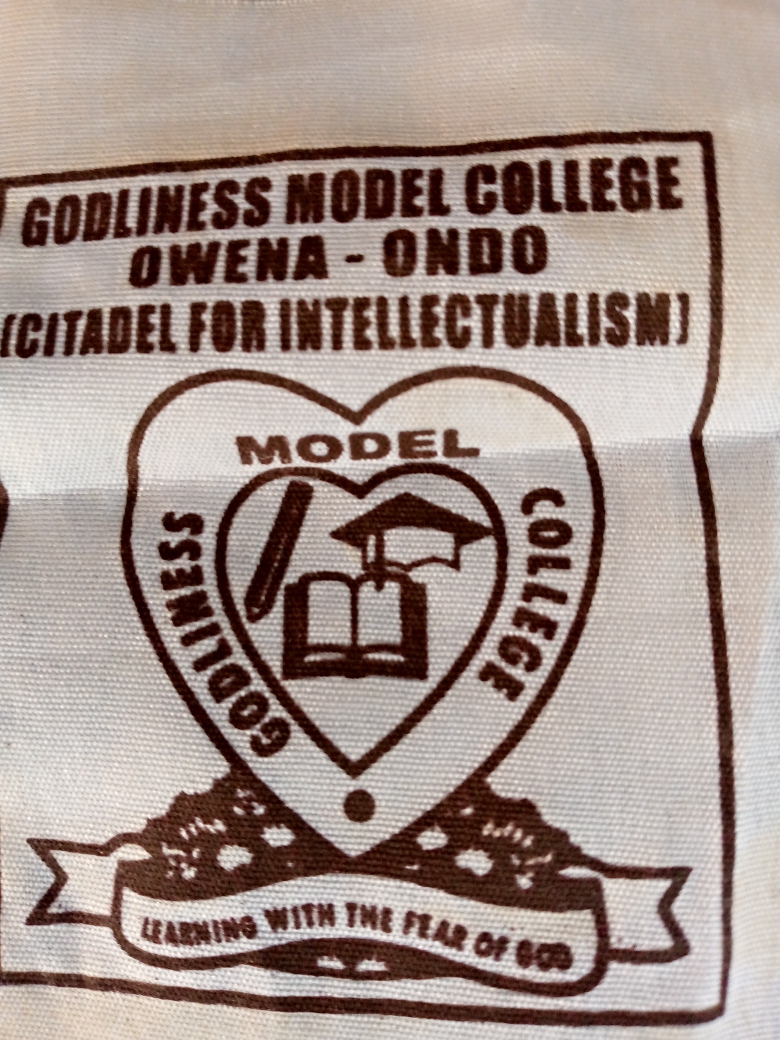 GODLINESS MODEL COLLEGE
OWENA - ONDO
(CITADEL FOR INTELLECTUALISM)
MODEL
GODLINESS
COLLEGE
LEARNING WITH THE FEAR OF GOD